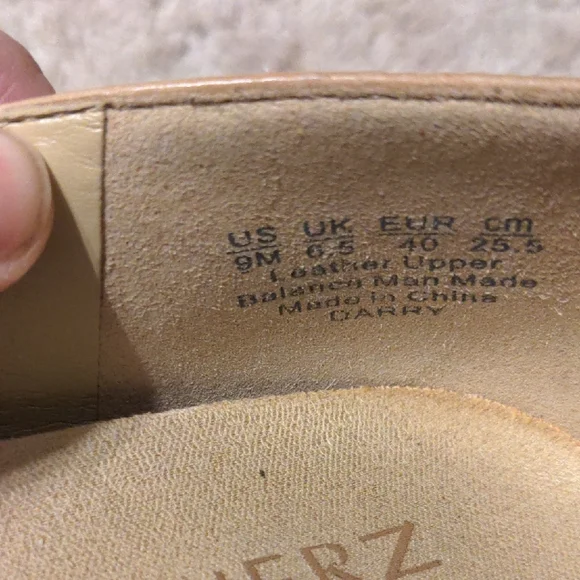 US UK EUR cm
9M 6.5 40 25.5
Leather Upper
Balance Man Made
Made in China
DARRY